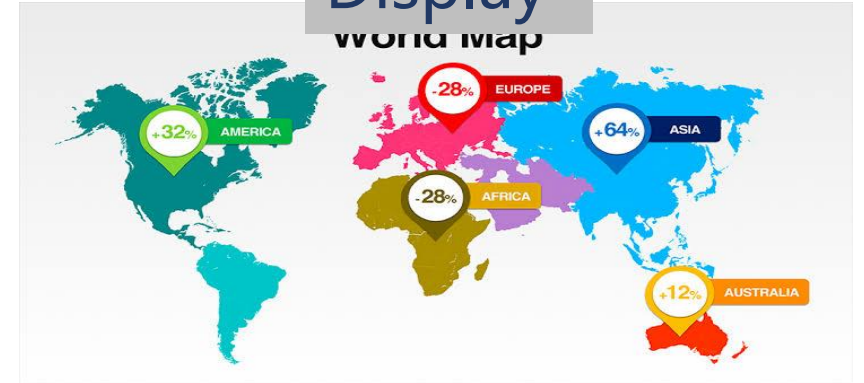 Display
World Map
-28% EUROPE
+32% AMERICA
+64% ASIA
-28% AFRICA
+12% AUSTRALIA